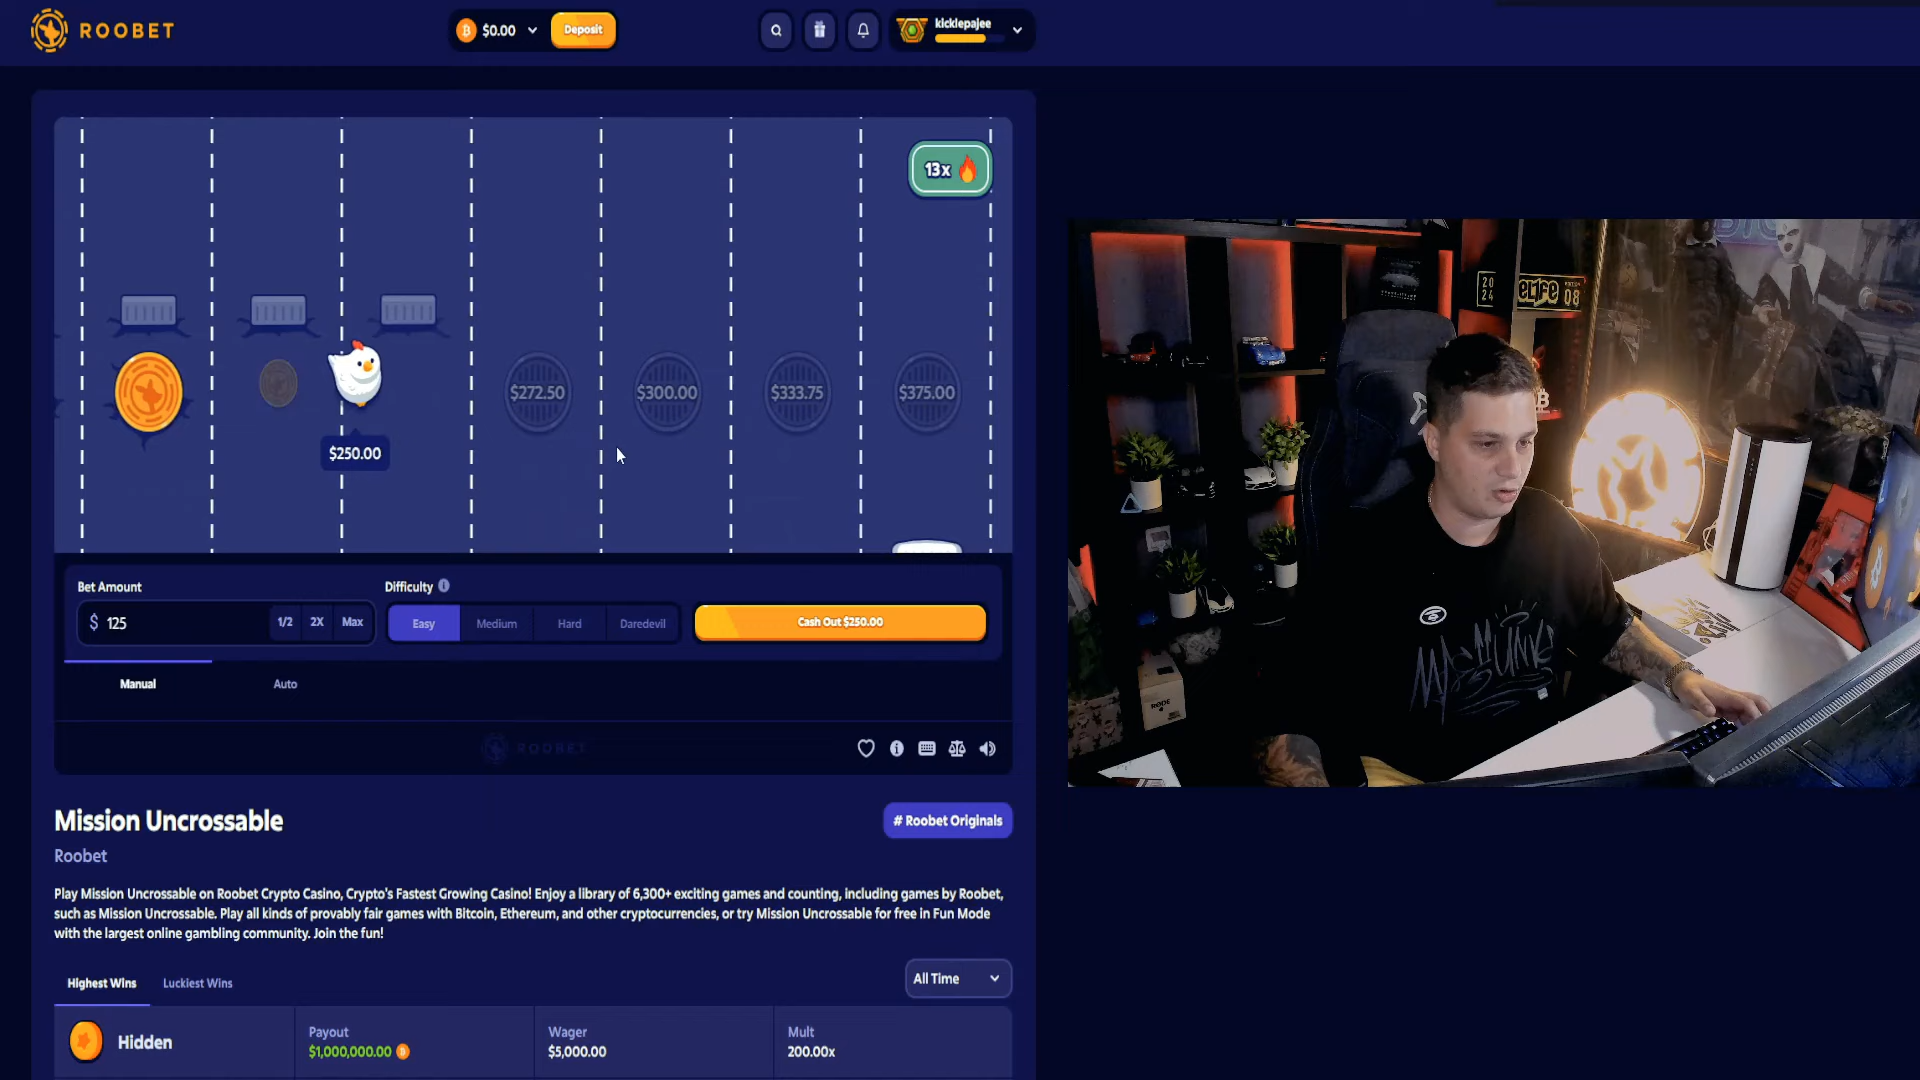 ROOBET
$0.00
Deposit
kicklepajee
13x
$272.50
$300.00
$333.75
$375.00
$250.00
Bet Amount
Difficulty
$ 125
1/2
2X
Max
Easy
Medium
Hard
Daredevil
Cash Out $250.00
Manual
Auto
ROOBET
Mission Uncrossable
# Roobet Originals
Roobet
Play Mission Uncrossable on Roobet Crypto Casino, Crypto's Fastest Growing Casino! Enjoy a library of 6,300+ exciting games and counting, including games by Roobet,
such as Mission Uncrossable. Play all kinds of provably fair games with Bitcoin, Ethereum, and other cryptocurrencies, or try Mission Uncrossable for free in Fun Mode
with the largest online gambling community. Join the fun!
Highest Wins
Luckiest Wins
All Time
Hidden
Payout
$1,000,000.00
Wager
$5,000.00
Mult
200.00x
20
24
eLife 08
RODE